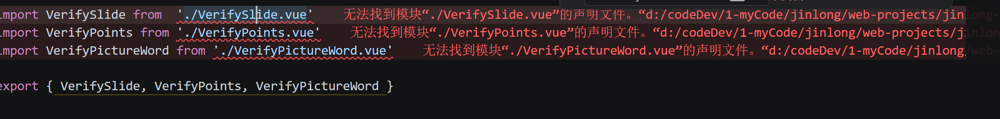 import VerifySlide from  './VerifySlide.vue'     无法找到模块“./VerifySlide.vue”的声明文件。“d:/codeDev/1-myCode/jinlong/web-projects/jinlong-
import VerifyPoints from './VerifyPoints.vue'    无法找到模块“./VerifyPoints.vue”的声明文件。“d:/codeDev/1-myCode/jinlong/web-projects/jinlong
import VerifyPictureWord from './VerifyPictureWord.vue'    无法找到模块“./VerifyPictureWord.vue”的声明文件。“d:/codeDev/1-myCode/jinlong/web-
export { VerifySlide, VerifyPoints, VerifyPictureWord }